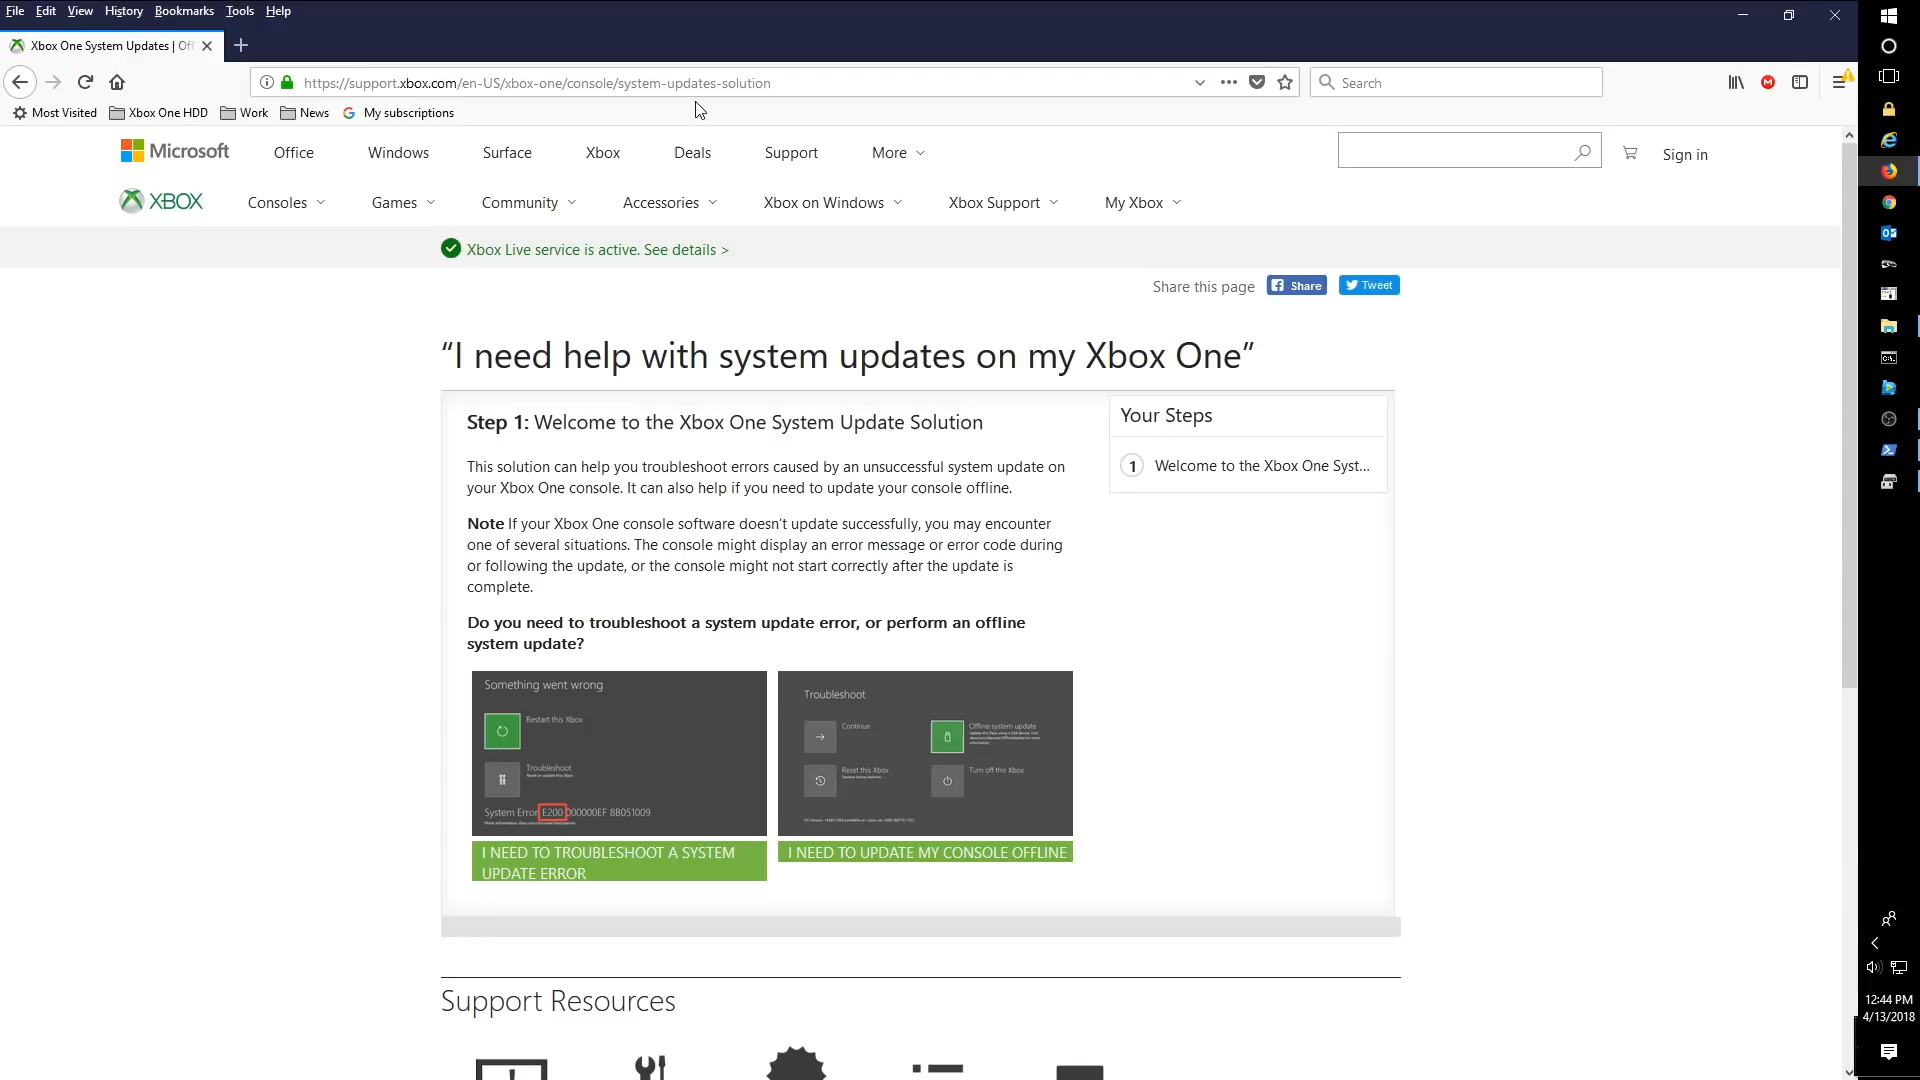 File Edit View History Bookmarks Tools Help
Xbox One System Updates | Off
https://support.xbox.com/en-US/xbox-one/console/system-updates-solution
Search
Most Visited Xbox One HDD Work News My subscriptions
Microsoft Office Windows Surface Xbox Deals Support More Sign in
XBOX Consoles Games Community Accessories Xbox on Windows Xbox Support My Xbox
Xbox Live service is active. See details >
Share this page Share Tweet
“I need help with system updates on my Xbox One”
Step 1: Welcome to the Xbox One System Update Solution
This solution can help you troubleshoot errors caused by an unsuccessful system update on
your Xbox One console. It can also help if you need to update your console offline.
Note If your Xbox One console software doesn’t update successfully, you may encounter
one of several situations. The console might display an error message or error code during
or following the update, or the console might not start correctly after the update is
complete.
Do you need to troubleshoot a system update error, or perform an offline
system update?
Something went wrong
Restart this Xbox
Troubleshoot
Reset or update this Xbox
System Error E200 000000EF 8B051009
I NEED TO TROUBLESHOOT A SYSTEM
UPDATE ERROR
Troubleshoot
Continue
Offline system update
Reset this Xbox
Restore factory defaults
Turn off this Xbox
I NEED TO UPDATE MY CONSOLE OFFLINE
Your Steps
1 Welcome to the Xbox One Syst...
Support Resources
12:44 PM
4/13/2018